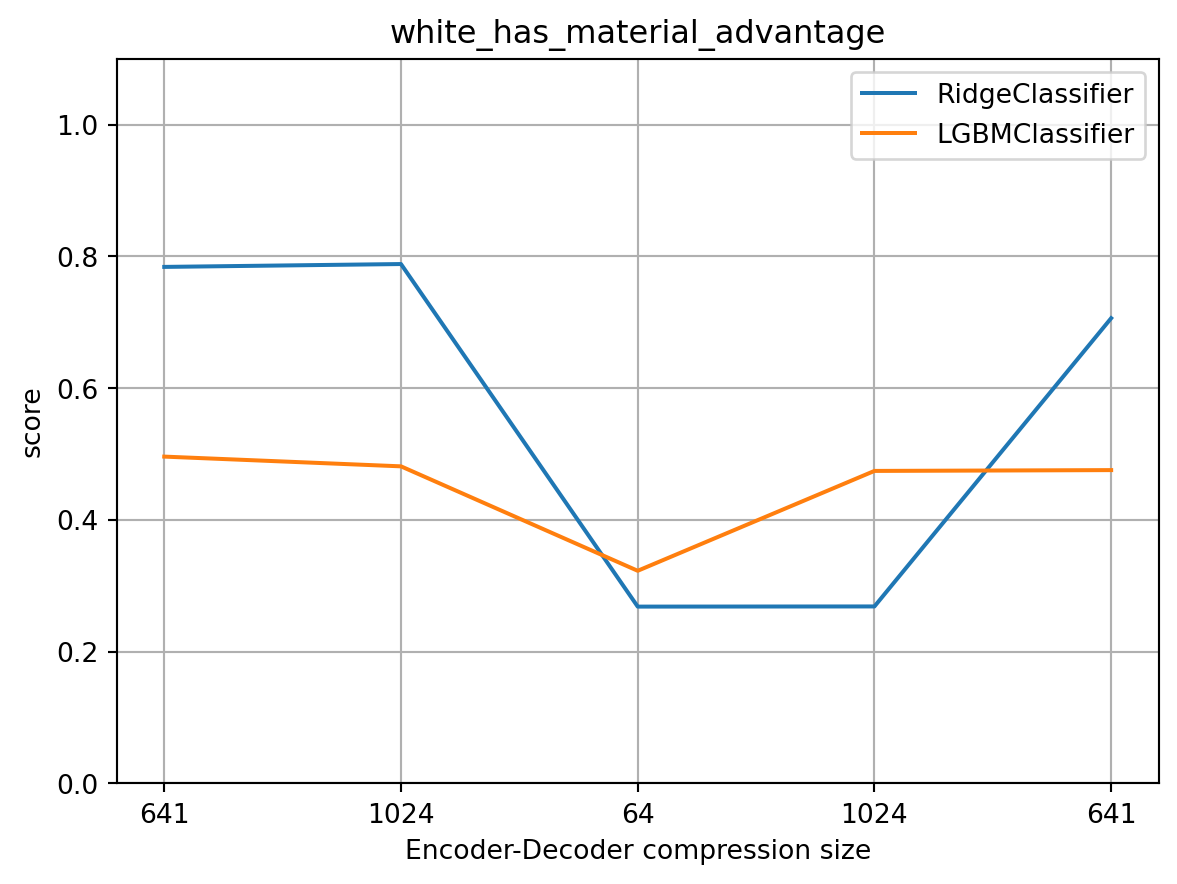 white_has_material_advantage
RidgeClassifier
LGBMClassifier
score
1.0
0.8
0.6
0.4
0.2
0.0
641 1024 64 1024 641
Encoder-Decoder compression size